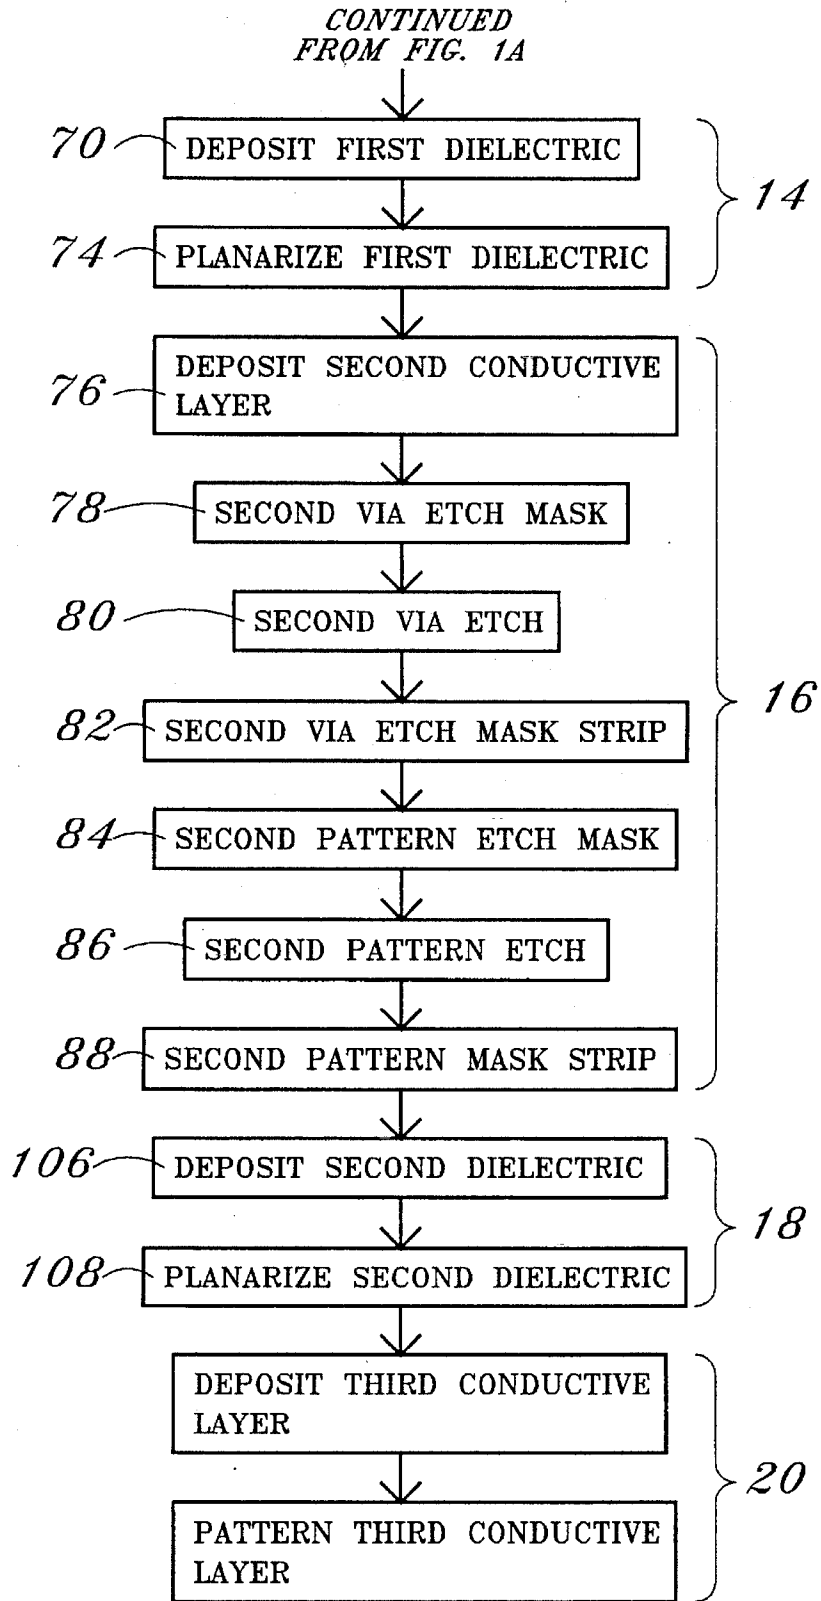 CONTINUED
FROM FIG. 1A
70 DEPOSIT FIRST DIELECTRIC
14
74 PLANARIZE FIRST DIELECTRIC
DEPOSIT SECOND CONDUCTIVE
76 LAYER
78 SECOND VIA ETCH MASK
80 SECOND VIA ETCH
16
82 SECOND VIA ETCH MASK STRIP
84 SECOND PATTERN ETCH MASK
86 SECOND PATTERN ETCH
88 SECOND PATTERN MASK STRIP
106 DEPOSIT SECOND DIELECTRIC
18
108 PLANARIZE SECOND DIELECTRIC
DEPOSIT THIRD CONDUCTIVE
LAYER
20
PATTERN THIRD CONDUCTIVE
LAYER